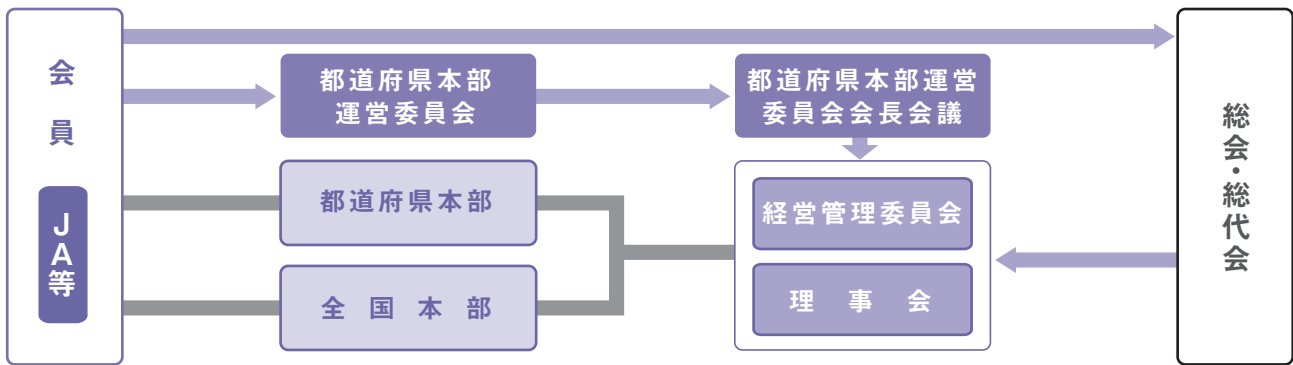 会員
JA等
都道府県本部
運営委員会
都道府県本部運営
委員会会長会議
都道府県本部
全国本部
経営管理委員会
理事会
総会・総代会